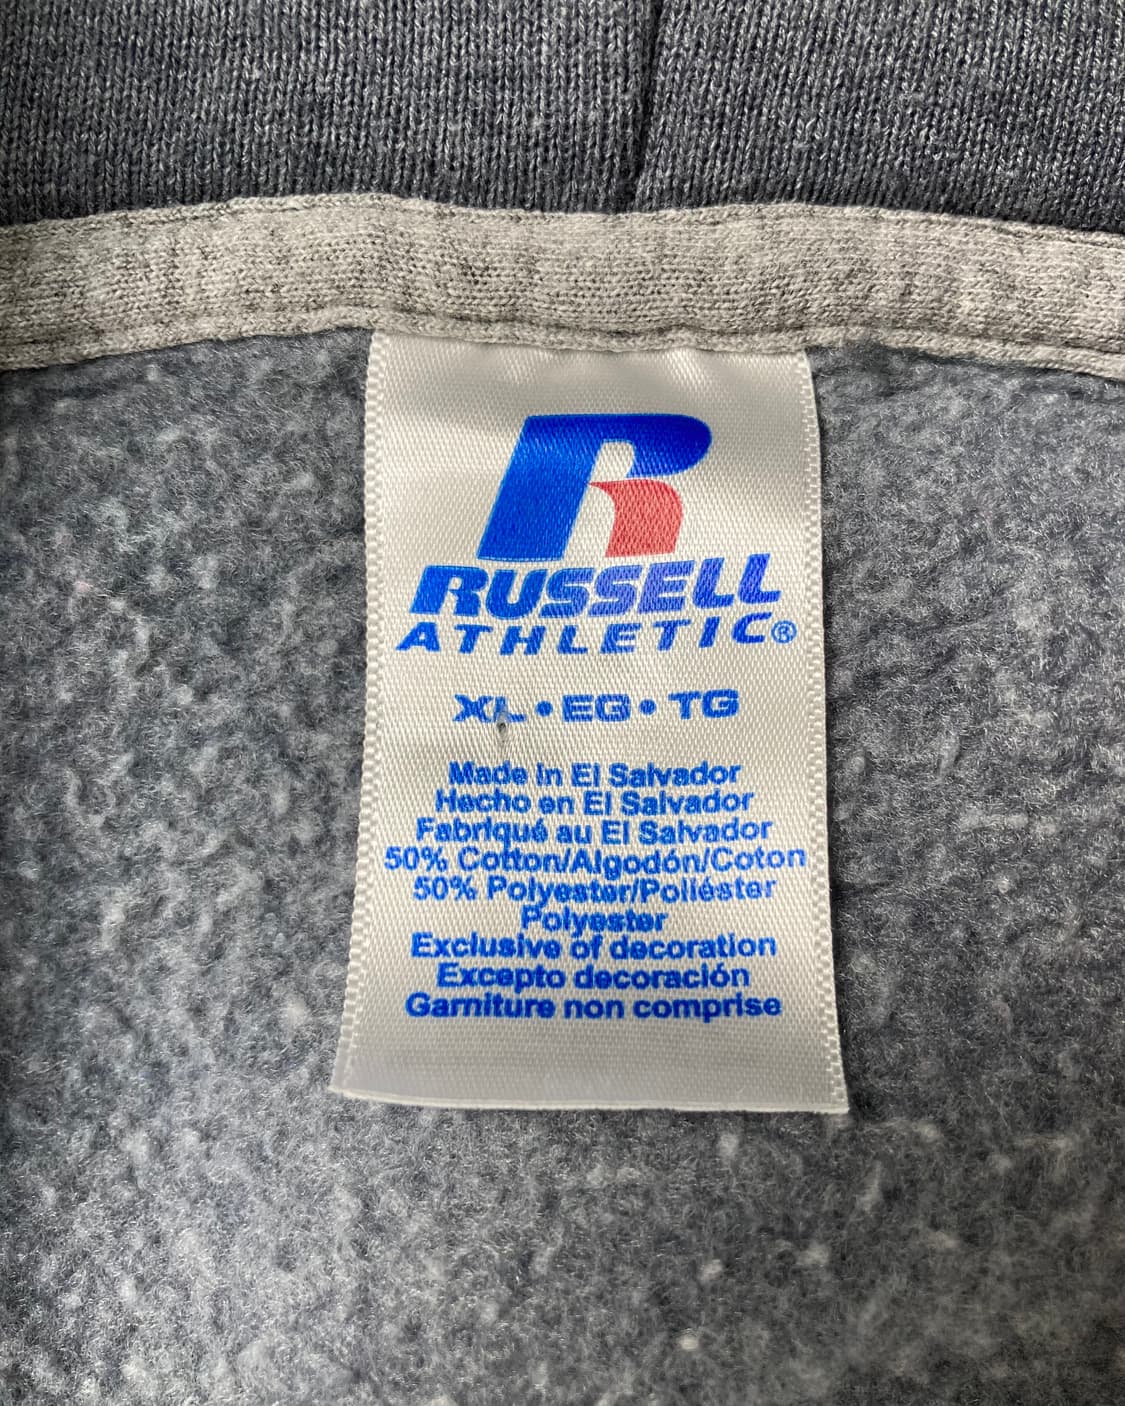 R
RUSSELL
ATHLETIC®
XL • EG • TG
Made in El Salvador
Hecho en El Salvador
Fabriqué au El Salvador
50% Cotton/Algodón/Coton
50% Polyester/Poliéster
Polyester
Exclusive of decoration
Excepto decoración
Garniture non comprise